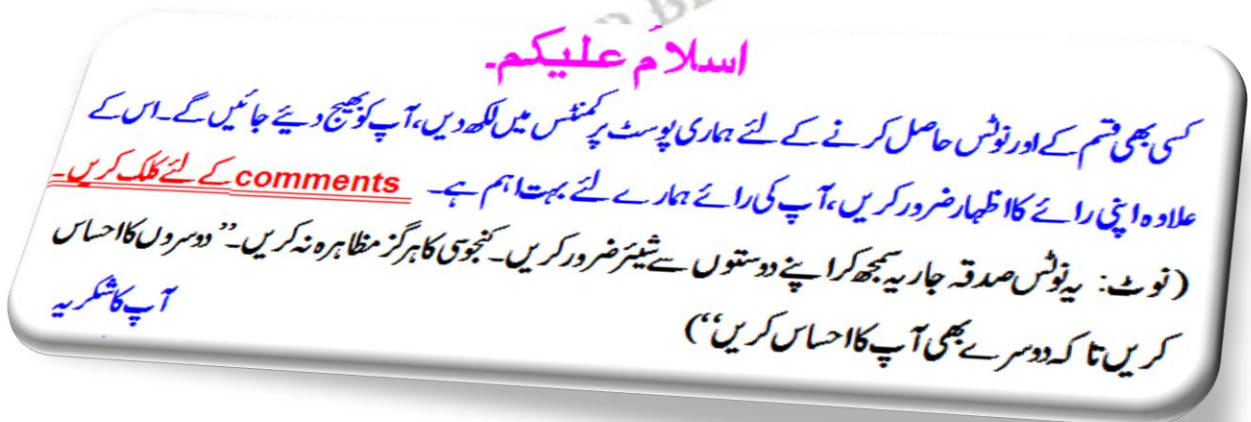 اسلامُ علیکم۔
کسی بھی قسم کے اور نوٹس حاصل کرنے کے لئے ہماری پوسٹ پر کمنٹس میں لکھ دیں، آپ کو بھیج دیئے جائیں گے۔ اس کے
علاوہ اپنی رائے کا اظہار ضرور کریں، آپ کی رائے ہمارے لئے بہت اہم ہے۔ comments کے لئے کلک کریں۔
(نوٹ: یہ نوٹس صدقہ جاریہ سمجھ کر اپنے دوستوں سے شیئر ضرور کریں۔ کنجوسی کا ہرگز مظاہرہ نہ کریں۔ ’’دوسروں کا احساس
کریں تا کہ دوسرے بھی آپ کا احساس کریں‘‘)
آپ کا شکریہ